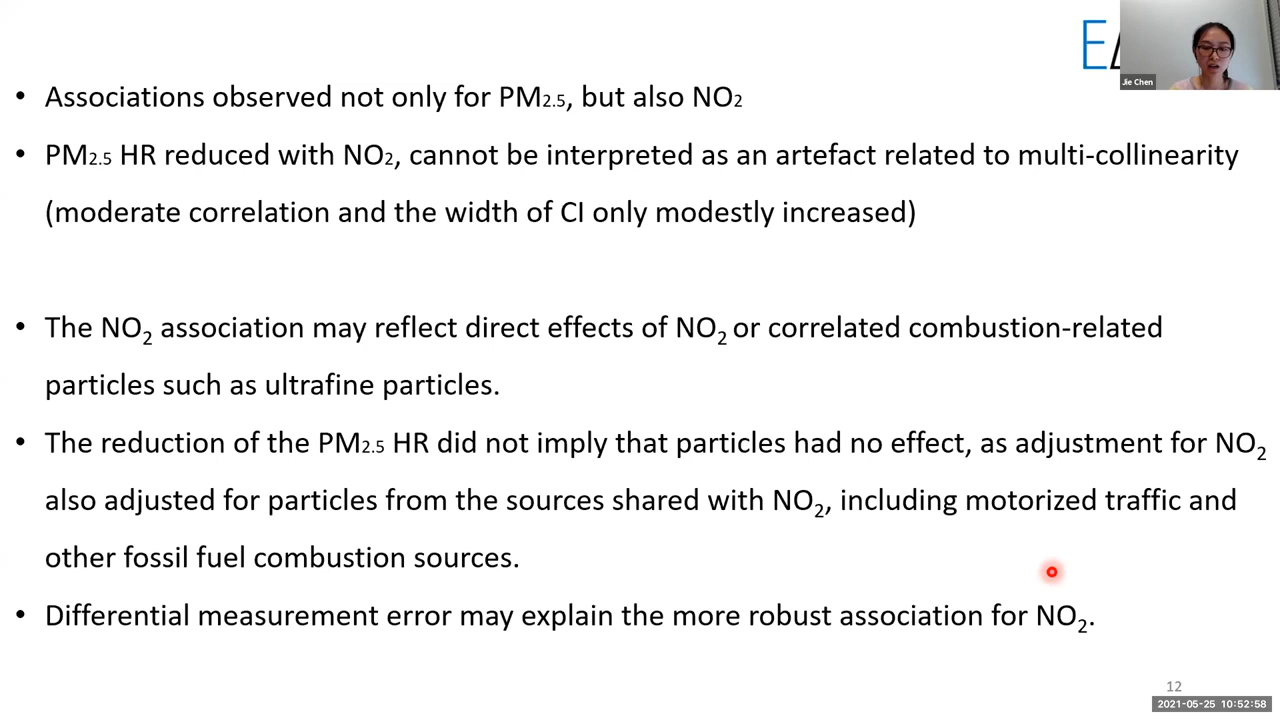 • Associations observed not only for PM2.5, but also NO2
• PM2.5 HR reduced with NO2, cannot be interpreted as an artefact related to multi-collinearity
(moderate correlation and the width of CI only modestly increased)
• The NO2 association may reflect direct effects of NO2 or correlated combustion-related
particles such as ultrafine particles.
• The reduction of the PM2.5 HR did not imply that particles had no effect, as adjustment for NO2
also adjusted for particles from the sources shared with NO2, including motorized traffic and
other fossil fuel combustion sources.
• Differential measurement error may explain the more robust association for NO2.
Jie Chen
12
2021-05-25 10:52:58